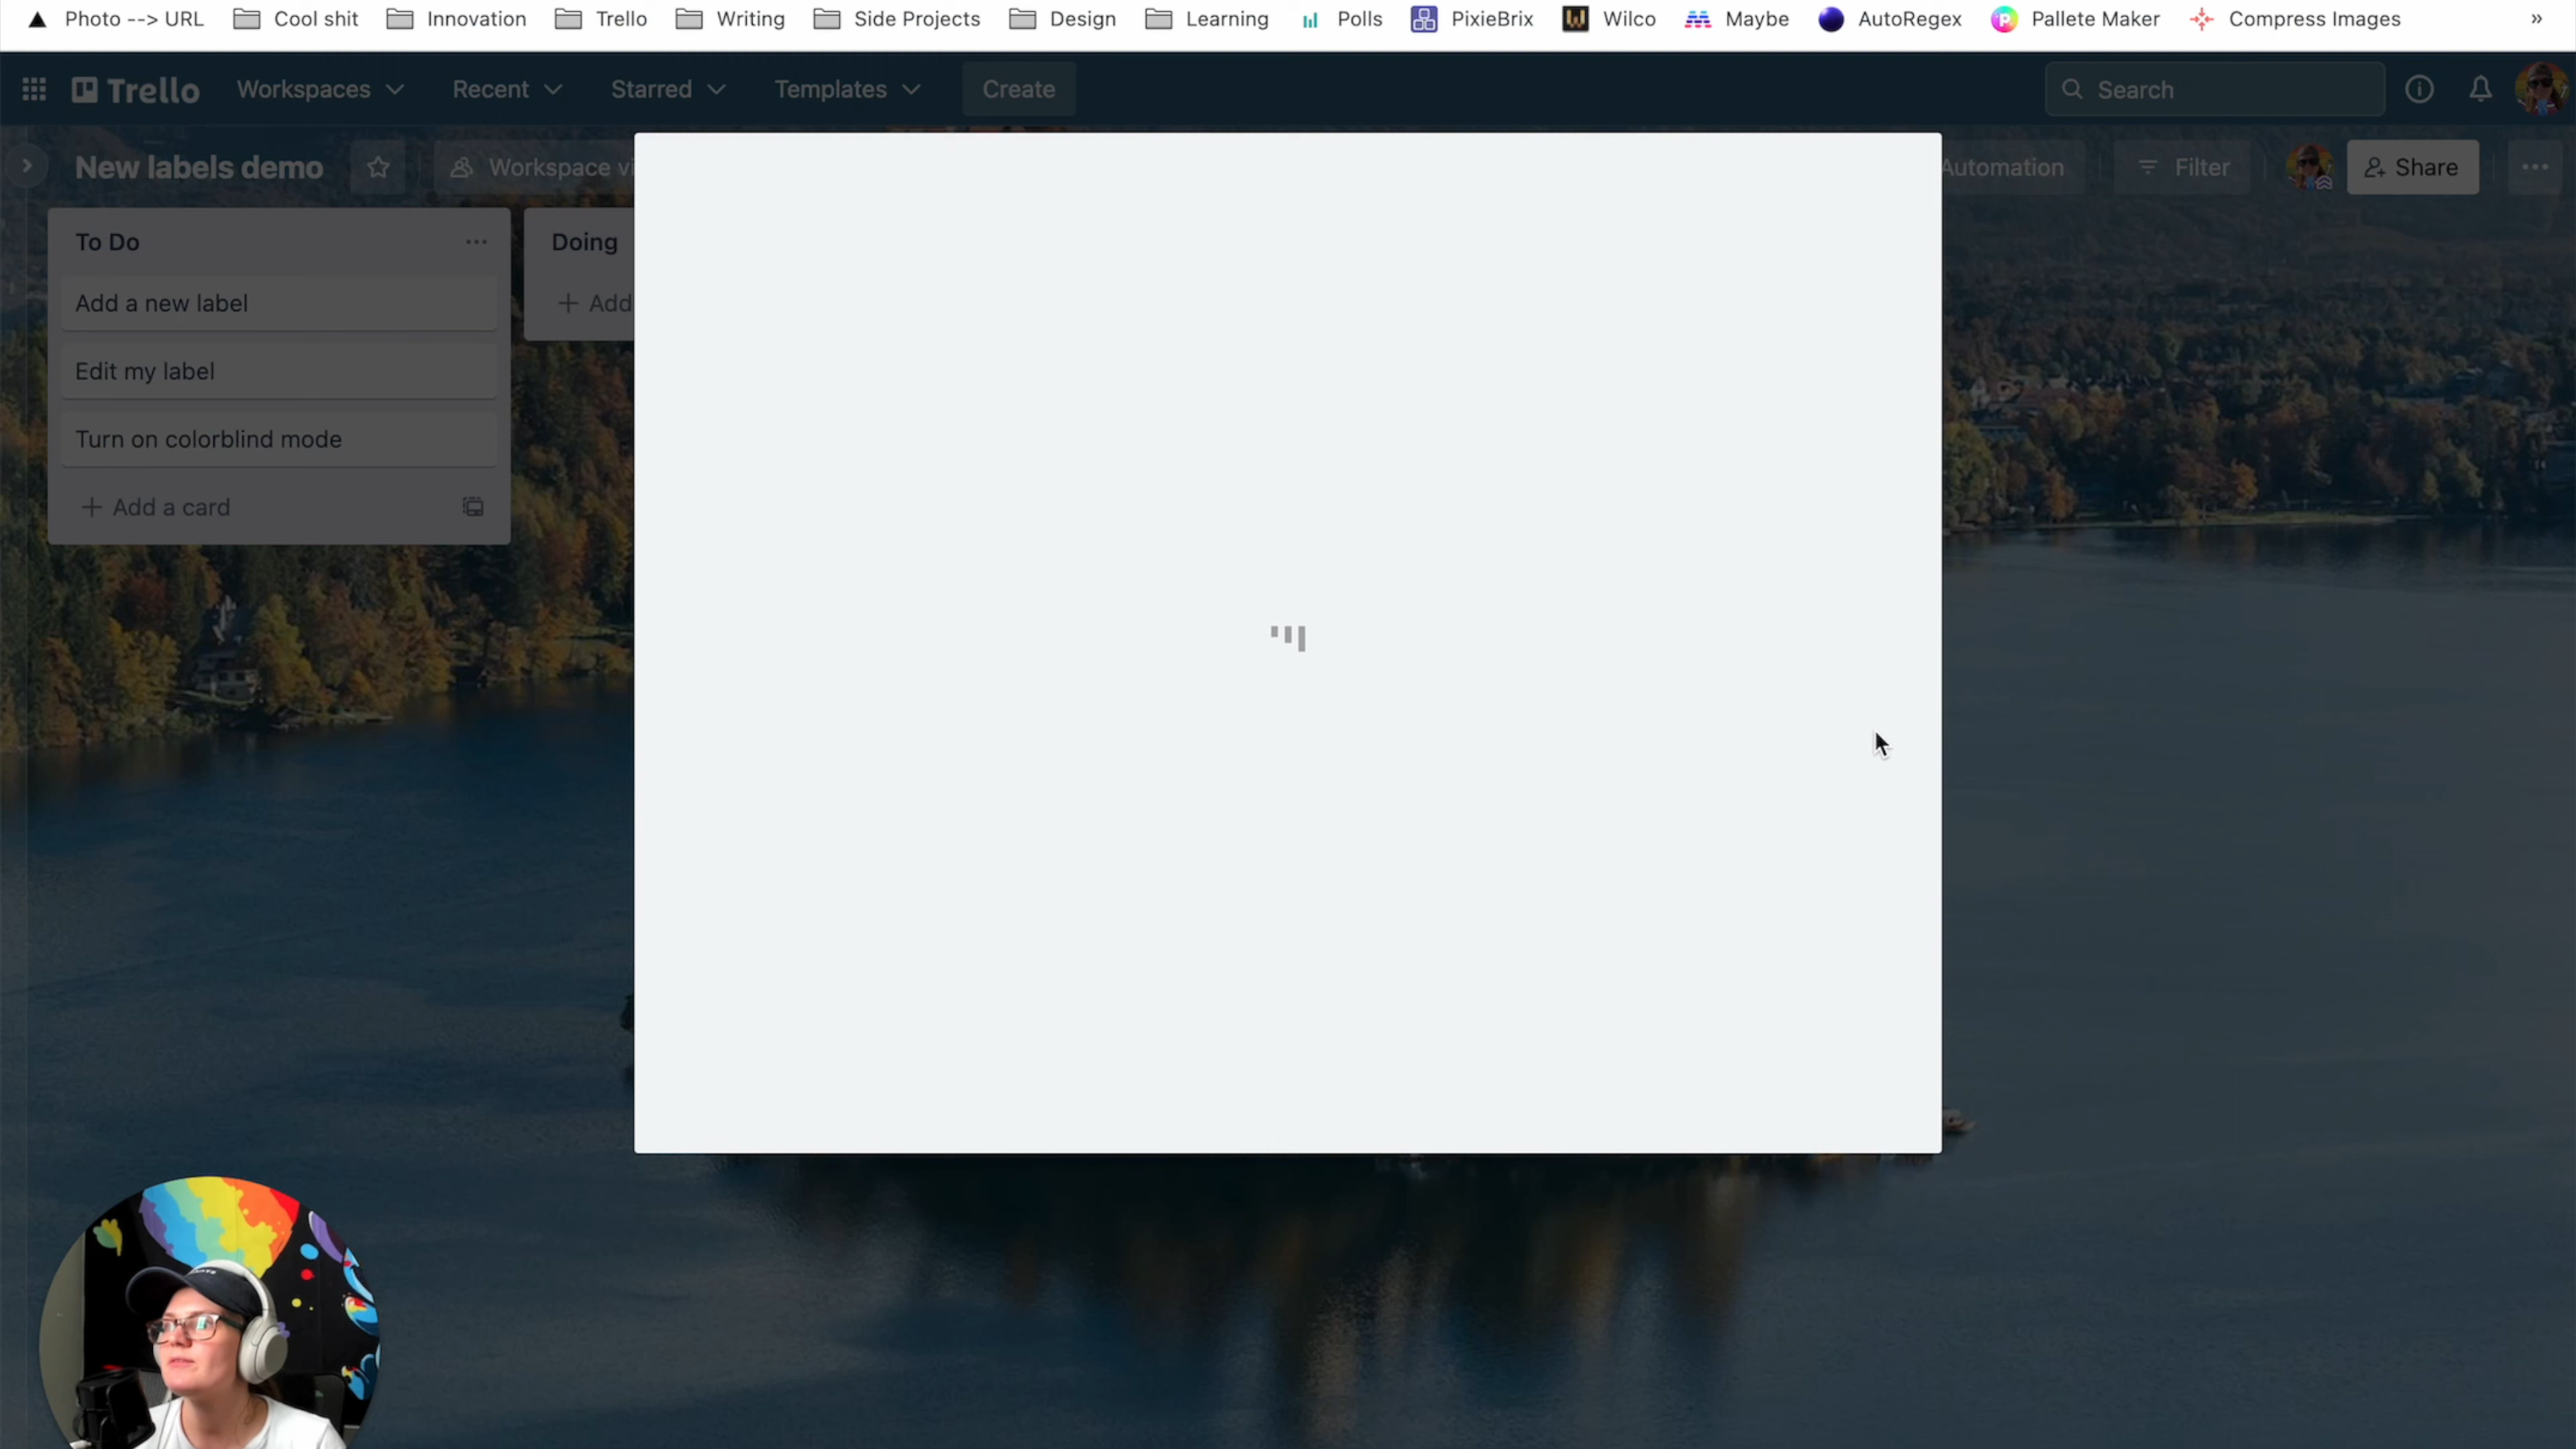 Photo --> URL Cool shit Innovation Trello Writing Side Projects Design Learning Polls PixieBrix Wilco Maybe AutoRegex Pallete Maker Compress Images »
Trello Workspaces Recent Starred Templates Create Search
New labels demo Workspace vi Automation Filter Share
To Do
Add a new label
Edit my label
Turn on colorblind mode
+ Add a card
Doing
+ Add